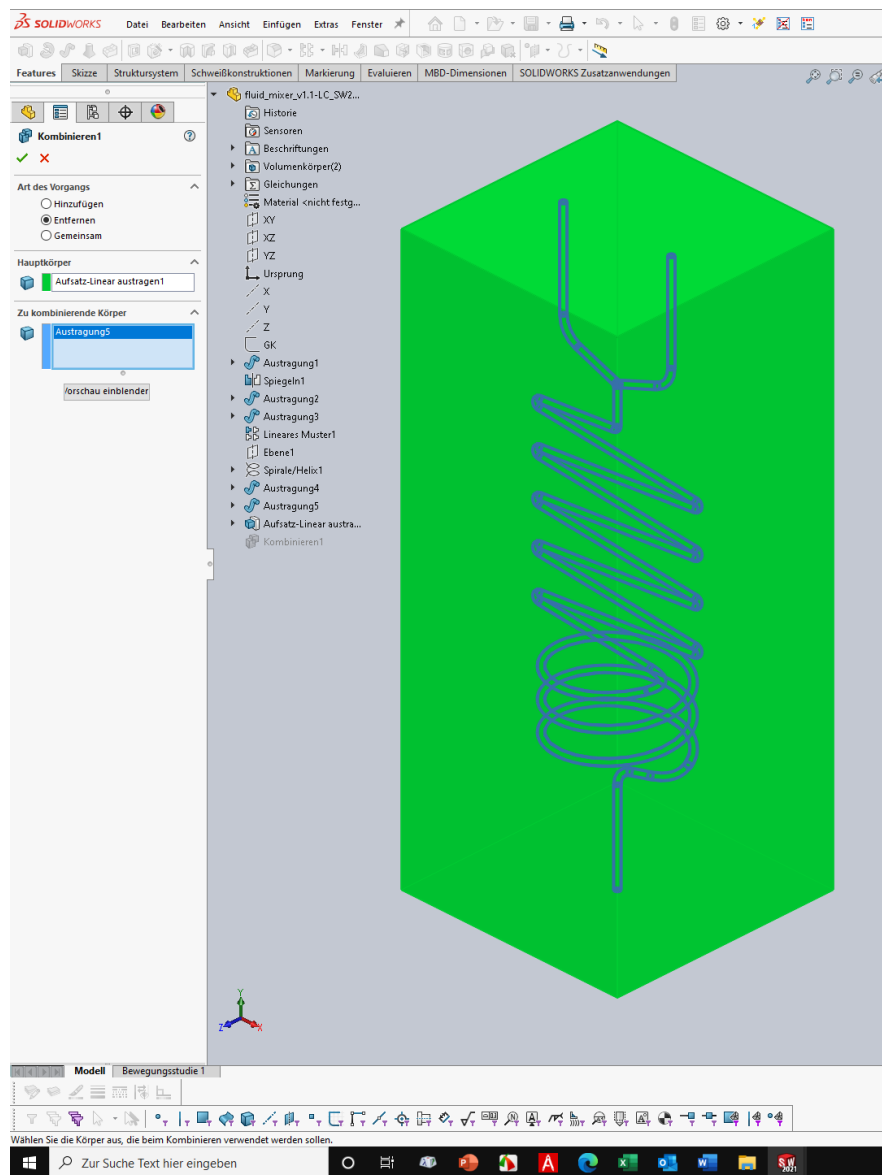 SOLIDWORKS Datei Bearbeiten Ansicht Einfügen Extras Fenster
Features Skizze Struktursystem Schweißkonstruktionen Markierung Evaluieren MBD-Dimensionen SOLIDWORKS Zusatzanwendungen
Kombinieren1
Art des Vorgangs
Hinzufügen
Entfernen
Gemeinsam
Hauptkörper
Aufsatz-Linear austragen1
Zu kombinierende Körper
Austragung5
/orschau einblender
fluid_mixer_v1.1-LC_SW2...
Historie
Sensoren
Beschriftungen
Volumenkörper(2)
Gleichungen
Material <nicht festg...
XY
XZ
YZ
Ursprung
X
Y
Z
GK
Austragung1
Spiegeln1
Austragung2
Austragung3
Lineares Muster1
Ebene1
Spirale/Helix1
Austragung4
Austragung5
Aufsatz-Linear austra...
Kombinieren1
Y
Z X
Modell Bewegungsstudie 1
Wählen Sie die Körper aus, die beim Kombinieren verwendet werden sollen.
Zur Suche Text hier eingeben
SW
2021